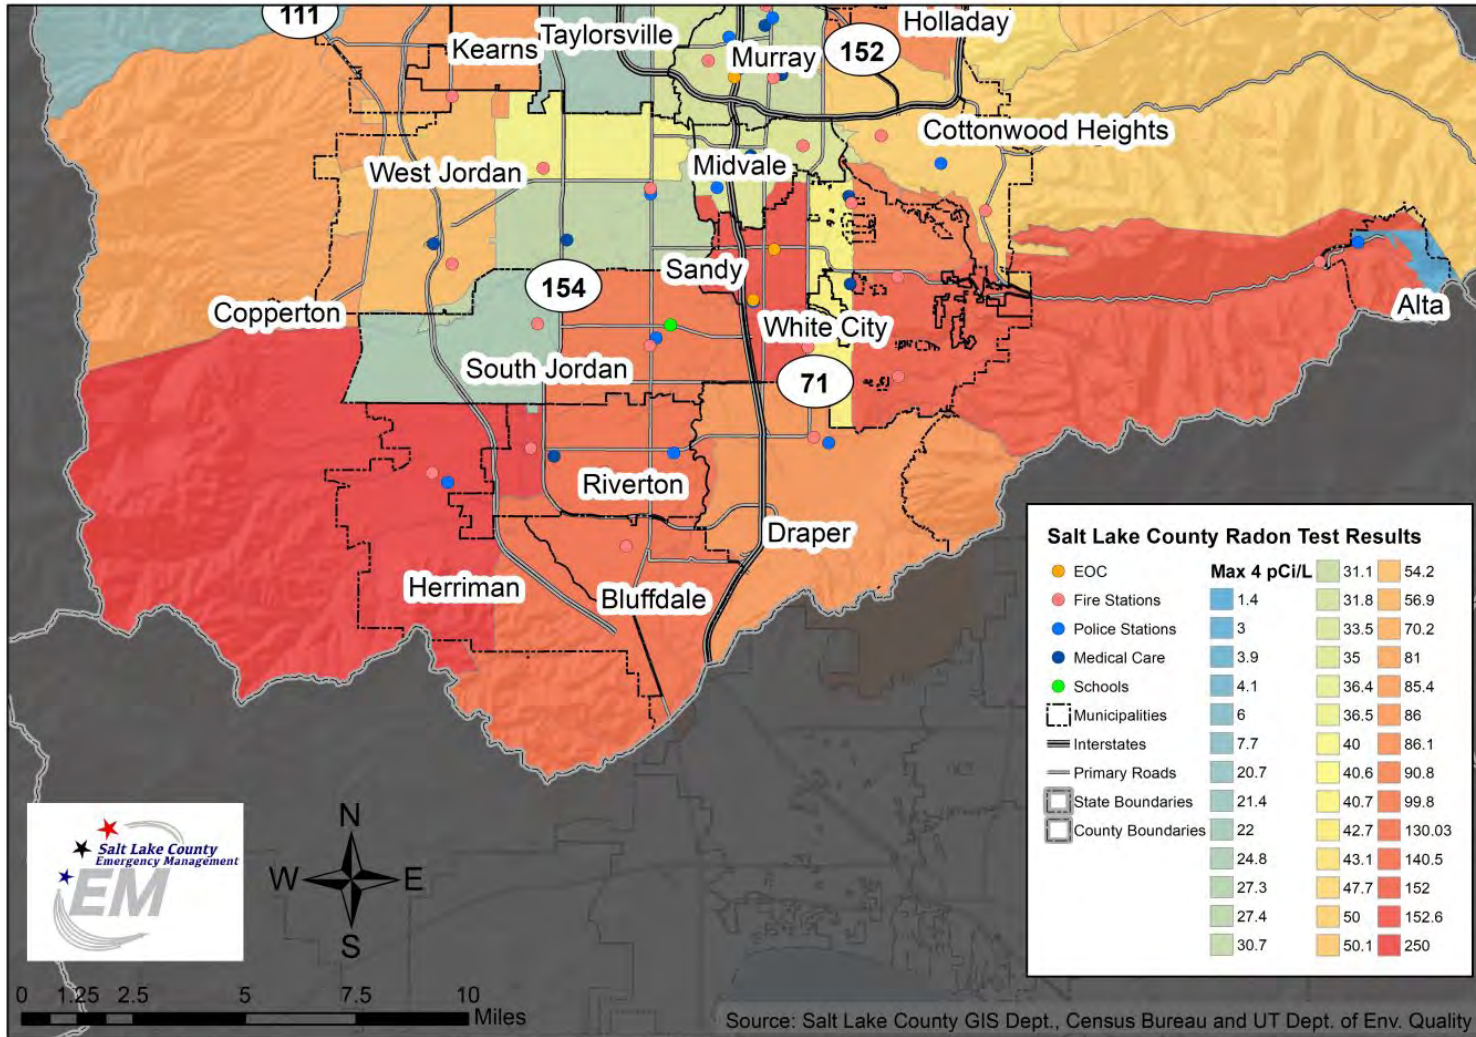 111
Holladay
Taylorsville
Kearns
Murray
152
Cottonwood Heights
West Jordan
Midvale
Sandy
154
Copperton
Alta
White City
South Jordan
71
Riverton
Draper
Herriman
Bluffdale
Salt Lake County Radon Test Results
EOC
Fire Stations
Police Stations
Medical Care
Schools
Municipalities
Interstates
Primary Roads
State Boundaries
County Boundaries
Max 4 pCi/L
1.4
3
3.9
4.1
6
7.7
20.7
21.4
22
24.8
27.3
27.4
30.7
31.1
31.8
33.5
35
36.4
36.5
40
40.6
40.7
42.7
43.1
47.7
50
50.1
54.2
56.9
70.2
81
85.4
86
86.1
90.8
99.8
130.03
140.5
152
152.6
250
Salt Lake County
Emergency Management
EM
N
W E
S
0 1.25 2.5 5 7.5 10
Miles
Source: Salt Lake County GIS Dept., Census Bureau and UT Dept. of Env. Quality